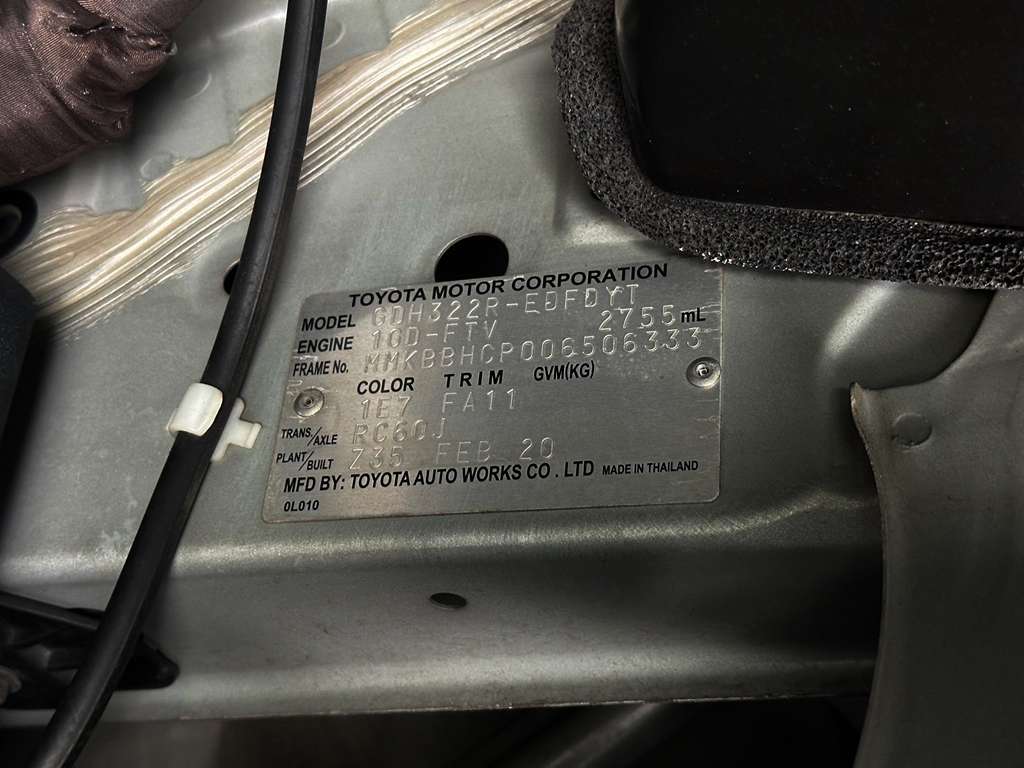 TOYOTA MOTOR CORPORATION
MODEL GDH322R-EDFDYT
ENGINE 1GD-FTV 2755 mL
FRAME No. MMKBBHCP006506333
COLOR TRIM GVM(KG)
1E7 FA11
TRANS./AXLE RC60J
PLANT/BUILT Z35 FEB 20
MFD BY: TOYOTA AUTO WORKS CO . LTD MADE IN THAILAND
0L010